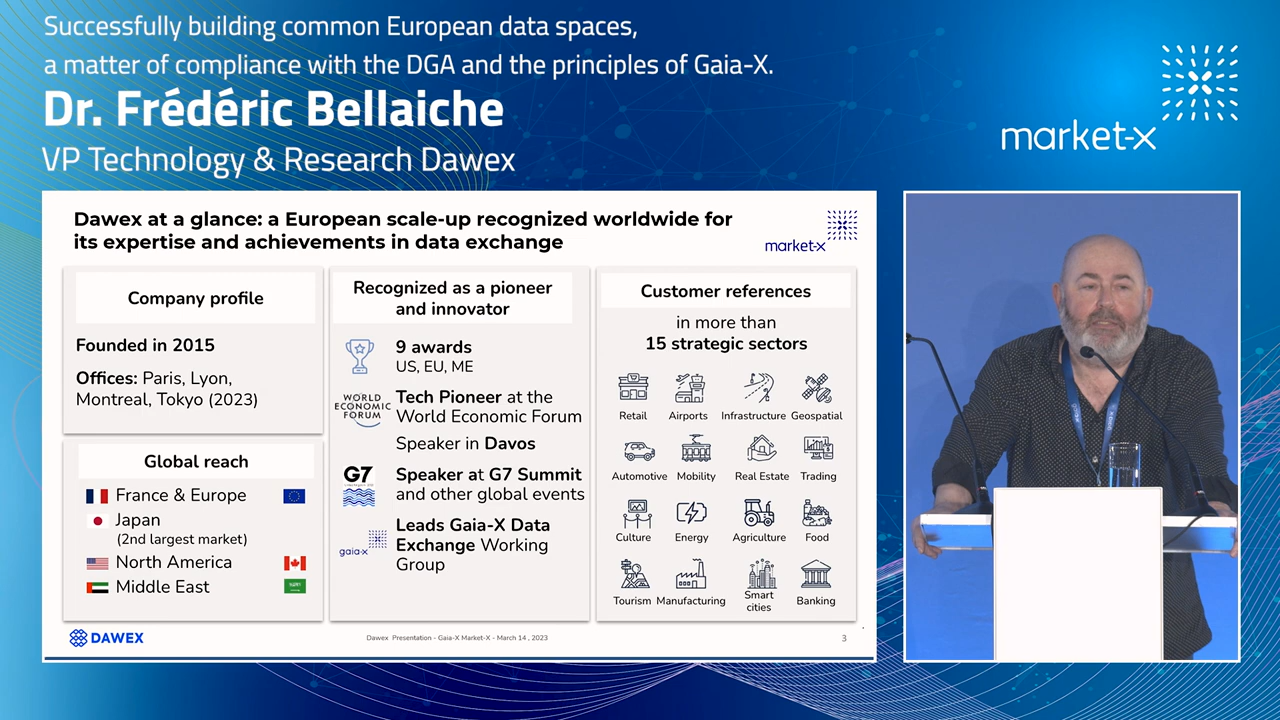 Successfully building common European data spaces,
a matter of compliance with the DGA and the principles of Gaia-X.
Dr. Frédéric Bellaiche
VP Technology & Research Dawex
market-x
Dawex at a glance: a European scale-up recognized worldwide for
its expertise and achievements in data exchange
market-x
Company profile
Founded in 2015
Offices: Paris, Lyon,
Montreal, Tokyo (2023)
Global reach
France & Europe
Japan
(2nd largest market)
North America
Middle East
Recognized as a pioneer
and innovator
9 awards
US, EU, ME
WORLD
ECONOMIC
FORUM
Tech Pioneer at the
World Economic Forum
Speaker in Davos
G7
Speaker at G7 Summit
and other global events
gaia-x
Leads Gaia-X Data
Exchange Working
Group
Customer references
in more than
15 strategic sectors
Retail Airports Infrastructure Geospatial
Automotive Mobility Real Estate Trading
Culture Energy Agriculture Food
Tourism Manufacturing Smart cities Banking
DAWEX
Dawex Presentation - Gaia-X Market-X - March 14 , 2023
3